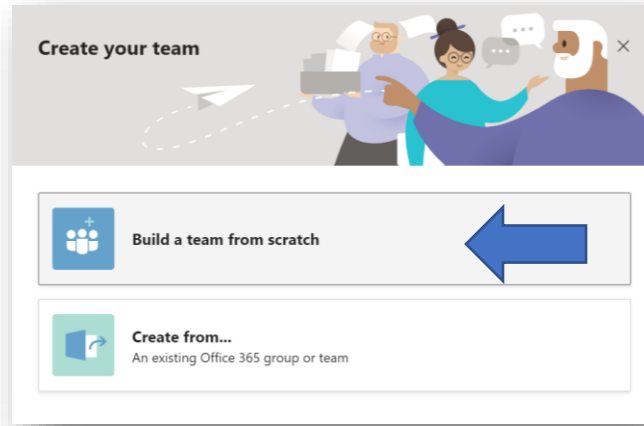 Create your team
Build a team from scratch
Create from...
An existing Office 365 group or team